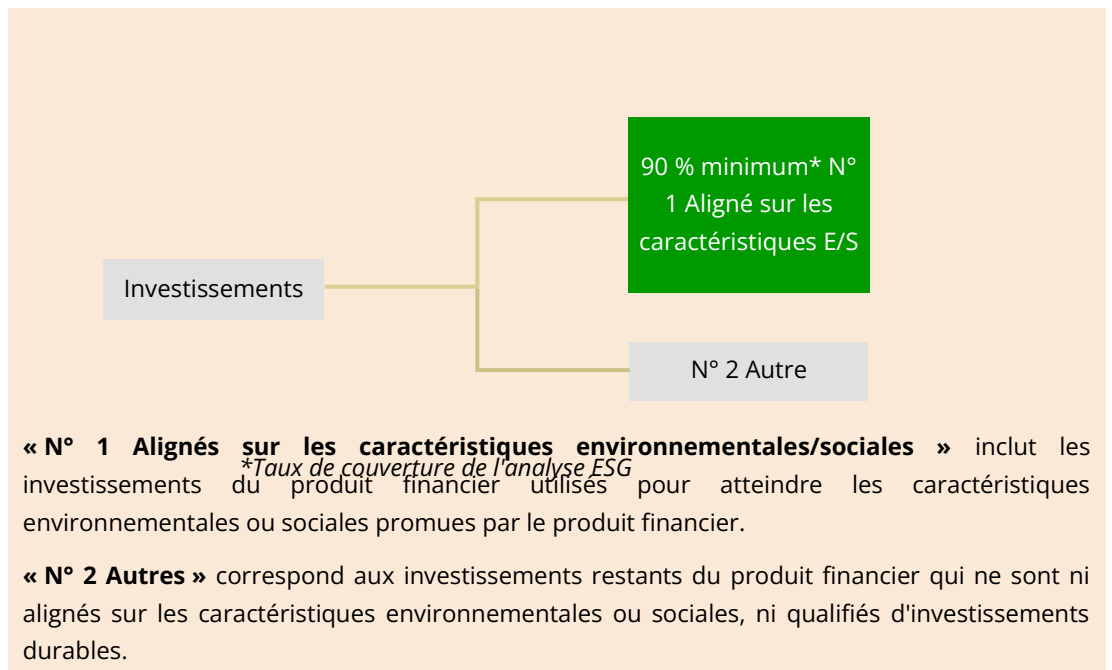 90 % minimum* N°
1 Aligné sur les
caractéristiques E/S
Investissements
N° 2 Autre
« N° 1 Alignés sur les caractéristiques environnementales/sociales » inclut les
*Taux de couverture de l'analyse ESG
investissements du produit financier utilisés pour atteindre les caractéristiques
environnementales ou sociales promues par le produit financier.
« N° 2 Autres » correspond aux investissements restants du produit financier qui ne sont ni
alignés sur les caractéristiques environnementales ou sociales, ni qualifiés d'investissements
durables.